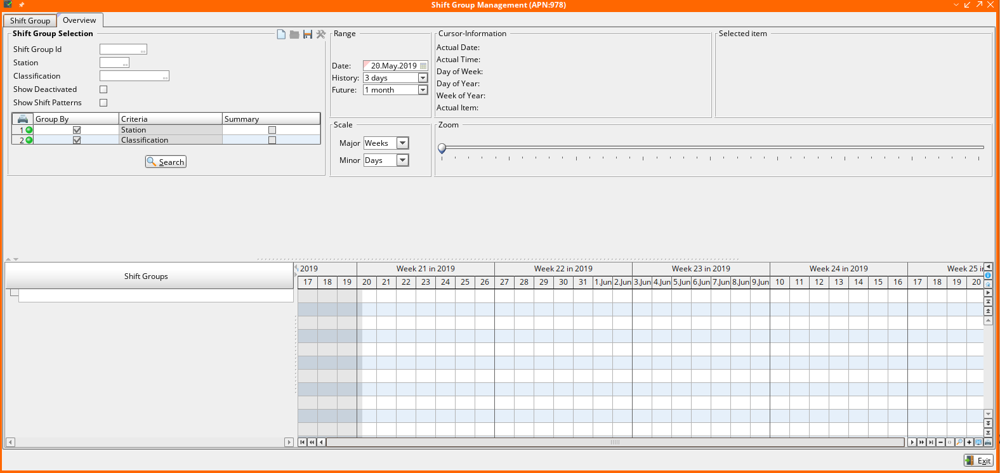 Shift Group Management (APN:978)
Shift Group
Overview
Shift Group Selection
Shift Group Id
Station
Classification
Show Deactivated
Show Shift Patterns
Group By Criteria Summary
1 Station
2 Classification
Search
Range
Date: 20.May.2019
History: 3 days
Future: 1 month
Cursor-Information
Actual Date:
Actual Time:
Day of Week:
Day of Year:
Week of Year:
Actual Item:
Selected item
Scale
Major Weeks
Minor Days
Zoom
Shift Groups
2019 Week 21 in 2019 Week 22 in 2019 Week 23 in 2019 Week 24 in 2019 Week 25 i
17 18 19 20 21 22 23 24 25 26 27 28 29 30 31 1.Jun 2.Jun 3.Jun 4.Jun 5.Jun 6.Jun 7.Jun 8.Jun 9.Jun 10 11 12 13 14 15 16 17 18 19 20
Exit